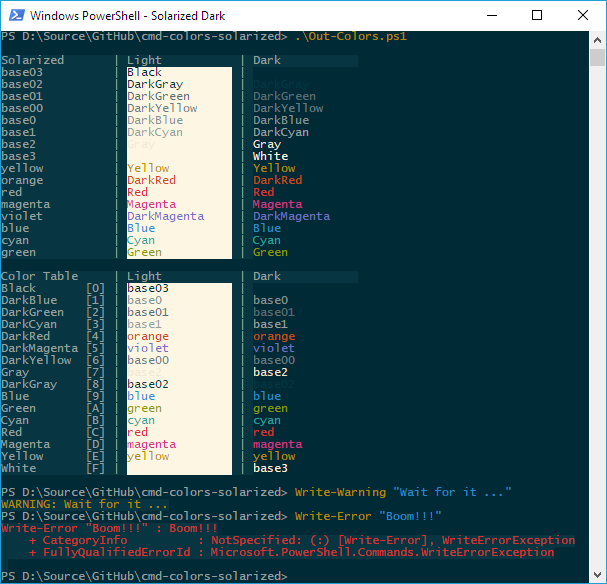 Windows PowerShell - Solarized Dark
PS D:\Source\GitHub\cmd-colors-solarized> .\Out-Colors.ps1
Solarized | Light | Dark
base03 | Black |
base02 | DarkGray | DarkGray
base01 | DarkGreen | DarkGreen
base00 | DarkYellow | DarkYellow
base0 | DarkBlue | DarkBlue
base1 | DarkCyan | DarkCyan
base2 | Gray | Gray
base3 | | White
yellow | Yellow | Yellow
orange | DarkRed | DarkRed
red | Red | Red
magenta | Magenta | Magenta
violet | DarkMagenta | DarkMagenta
blue | Blue | Blue
cyan | Cyan | Cyan
green | Green | Green
Color Table | Light | Dark
Black [0] | base03 |
DarkBlue [1] | base0 | base0
DarkGreen [2] | base01 | base01
DarkCyan [3] | base1 | base1
DarkRed [4] | orange | orange
DarkMagenta [5] | violet | violet
DarkYellow [6] | base00 | base00
Gray [7] | base2 | base2
DarkGray [8] | base02 | base02
Blue [9] | blue | blue
Green [A] | green | green
Cyan [B] | cyan | cyan
Red [C] | red | red
Magenta [D] | magenta | magenta
Yellow [E] | yellow | yellow
White [F] | | base3
PS D:\Source\GitHub\cmd-colors-solarized> Write-Warning "Wait for it ..."
WARNING: Wait for it ...
PS D:\Source\GitHub\cmd-colors-solarized> Write-Error "Boom!!!"
Write-Error "Boom!!!" : Boom!!!
+ CategoryInfo : NotSpecified: (:) [Write-Error], WriteErrorException
+ FullyQualifiedErrorId : Microsoft.PowerShell.Commands.WriteErrorException
PS D:\Source\GitHub\cmd-colors-solarized>